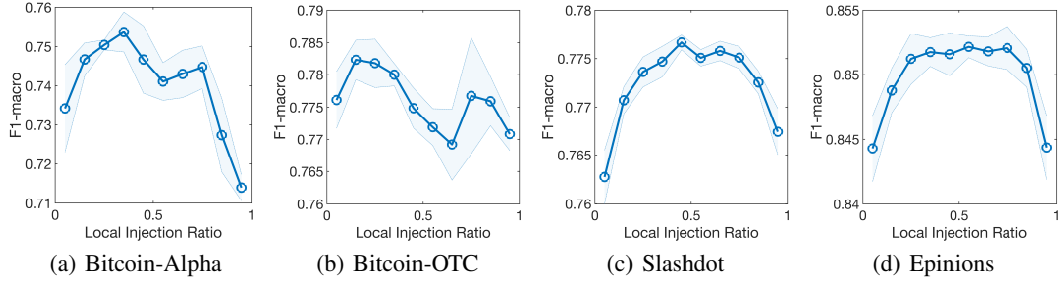 0.76
0.75
0.74
0.73
0.72
0.71
F1-macro
0 0.5 1
Local Injection Ratio
(a) Bitcoin-Alpha
0.79
0.785
0.78
0.775
0.77
0.765
0.76
F1-macro
0 0.5 1
Local Injection Ratio
(b) Bitcoin-OTC
0.78
0.775
0.77
0.765
0.76
F1-macro
0 0.5 1
Local Injection Ratio
(c) Slashdot
0.855
0.85
0.845
0.84
F1-macro
0 0.5 1
Local Injection Ratio
(d) Epinions